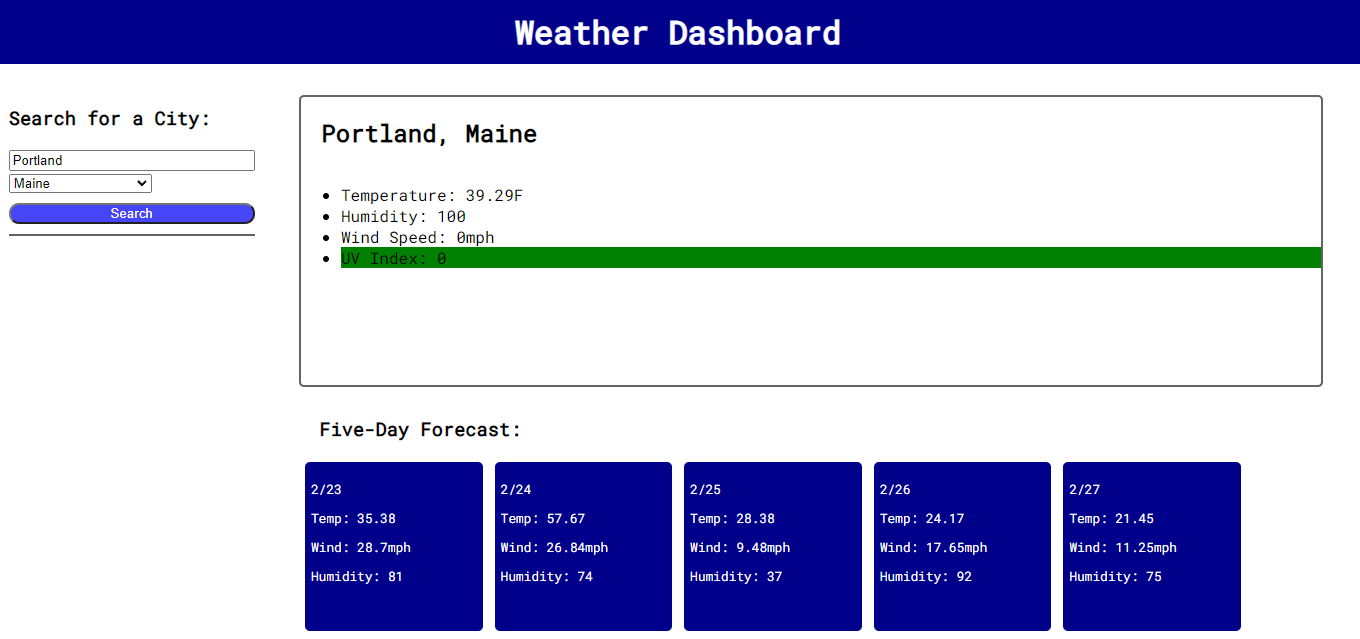 Weather Dashboard
Search for a City:
Portland
Maine
Search
Portland, Maine
Temperature: 39.29F
Humidity: 100
Wind Speed: 0mph
UV Index: 0
Five-Day Forecast:
2/23
Temp: 35.38
Wind: 28.7mph
Humidity: 81
2/24
Temp: 57.67
Wind: 26.84mph
Humidity: 74
2/25
Temp: 28.38
Wind: 9.48mph
Humidity: 37
2/26
Temp: 24.17
Wind: 17.65mph
Humidity: 92
2/27
Temp: 21.45
Wind: 11.25mph
Humidity: 75